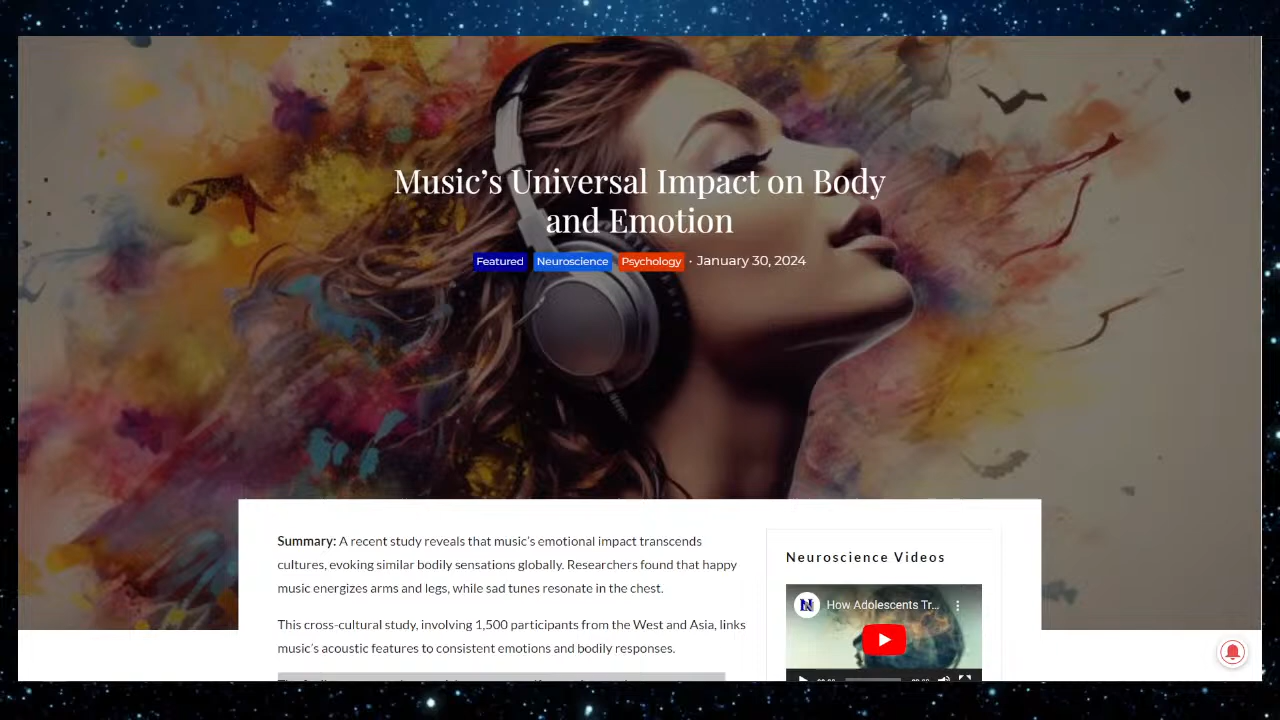 Music’s Universal Impact on Body
and Emotion
Featured Neuroscience Psychology · January 30, 2024
Summary: A recent study reveals that music’s emotional impact transcends
cultures, evoking similar bodily sensations globally. Researchers found that happy
music energizes arms and legs, while sad tunes resonate in the chest.
This cross-cultural study, involving 1,500 participants from the West and Asia, links
music’s acoustic features to consistent emotions and bodily responses.
Neuroscience Videos
How Adolescents Tr...